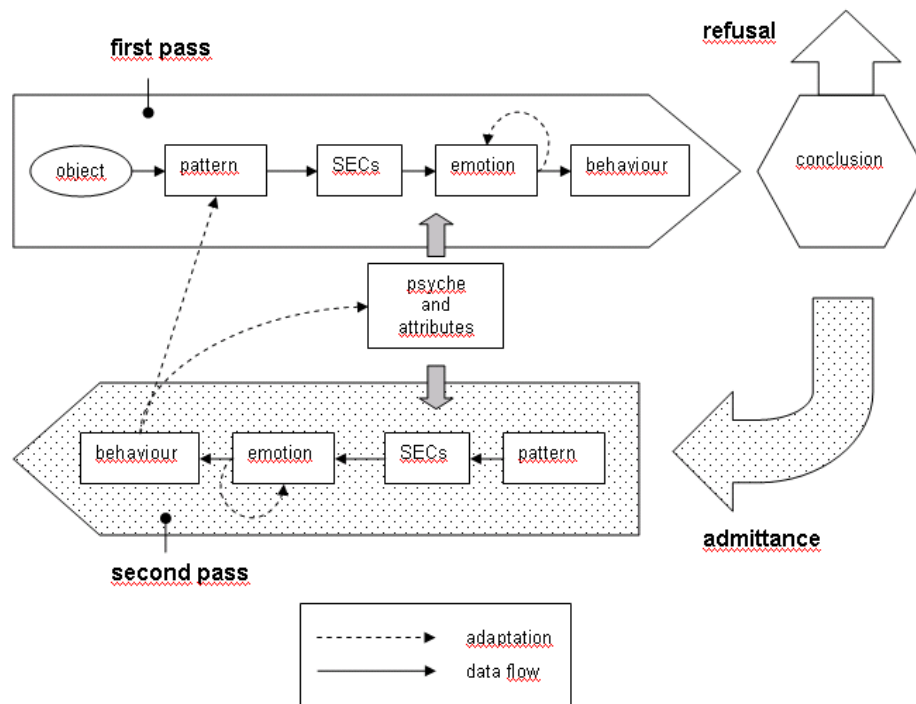 first pass
refusal
object
pattern
SECs
emotion
behaviour
conclusion
psyche
and
attributes
behaviour
emotion
SECs
pattern
admittance
second pass
adaptation
data flow